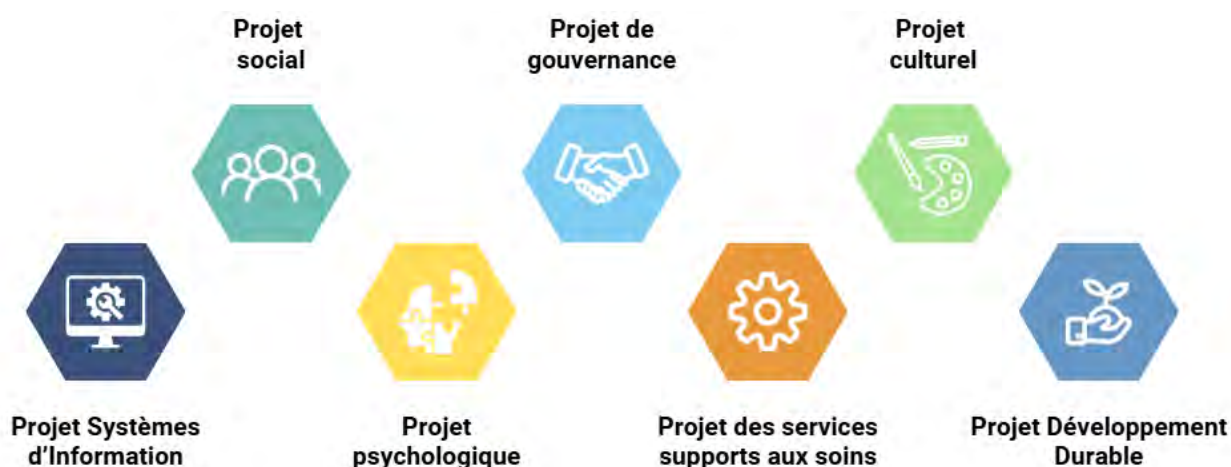 Projet
social
Projet de
gouvernance
Projet
culturel
Projet Systèmes
d’Information
Projet
psychologique
Projet des services
supports aux soins
Projet Développement
Durable